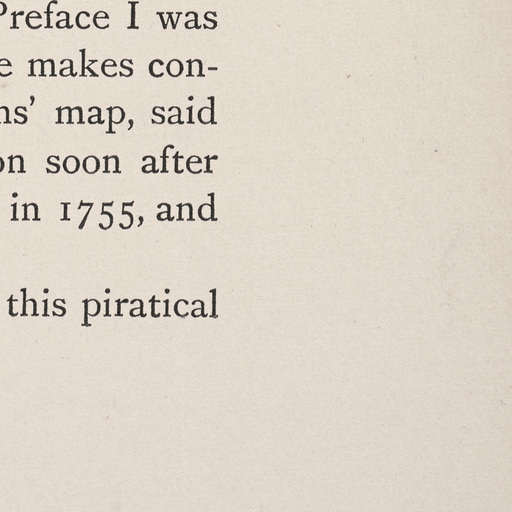 Preface I was
e makes con-
ns' map, said
on soon after
in 1755, and
this piratical